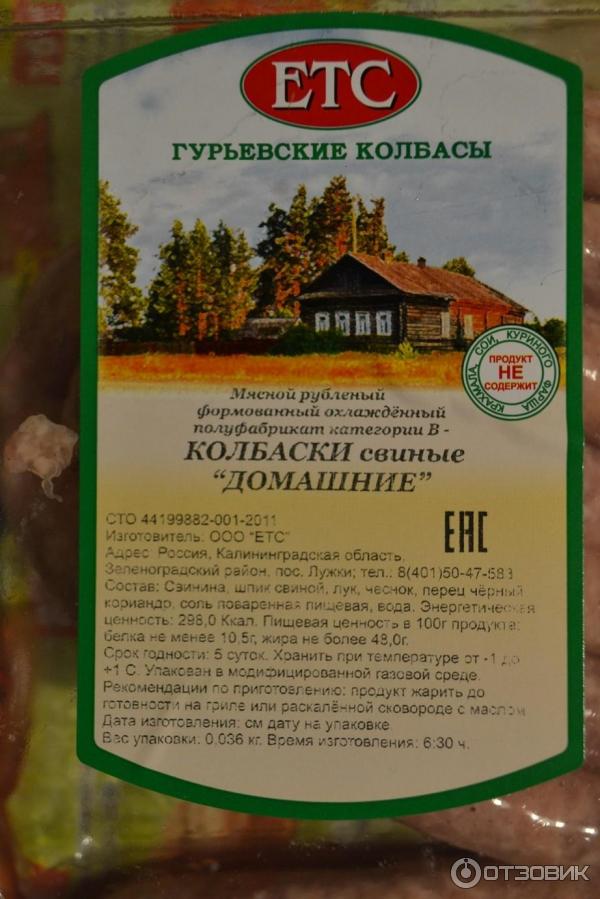 ЕТС
ГУРЬЕВСКИЕ КОЛБАСЫ
КРАХМАЛА, СОИ, КУРИНОГО ФАРША
ПРОДУКТ
НЕ
СОДЕРЖИТ
Мясной рубленый
формованный охлаждённый
полуфабрикат категории В -
КОЛБАСКИ свиные
“ДОМАШНИЕ”
СТО 44199882-001-2011
Изготовитель: ООО "ЕТС"
Адрес: Россия, Калининградская область,
Зеленоградский район, пос. Лужки; тел.: 8(401)50-47-583
Состав: Свинина, шпик свиной, лук, чеснок, перец чёрный
кориандр, соль поваренная пищевая, вода. Энергетическая
ценность: 298,0 Ккал. Пищевая ценность в 100г продукта:
белка не менее 10,5г, жира не более 48,0г.
Срок годности: 5 суток. Хранить при температуре от -1 до
+1 С. Упакован в модифицированной газовой среде.
Рекомендации по приготовлению: продукт жарить до
готовности на гриле или раскалённой сковороде с маслом
Дата изготовления: см дату на упаковке.
Вес упаковки: 0,036 кг. Время изготовления: 6:30 ч.
ЕАС
ОТЗОВИК